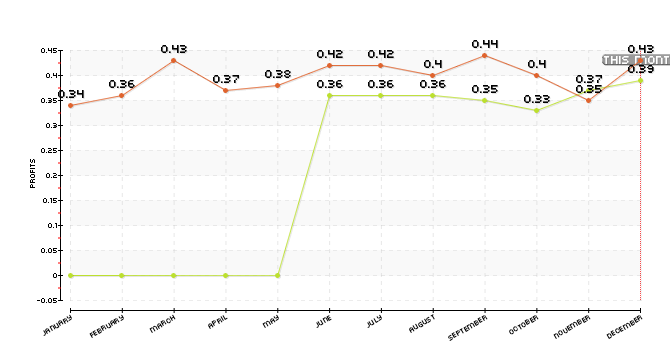 0.45
0.4
0.35
0.3
0.25
0.2
0.15
0.1
0.05
0
-0.05
PROFITS
0.34
0.36
0.43
0.37
0.38
0.42
0.42
0.4
0.44
0.4
0.35
0.43
0.36
0.36
0.36
0.35
0.33
0.37
0.39
THIS MONT
JANUARY
FEBRUARY
MARCH
APRIL
MAY
JUNE
JULY
AUGUST
SEPTEMBER
OCTOBER
NOVEMBER
DECEMBER